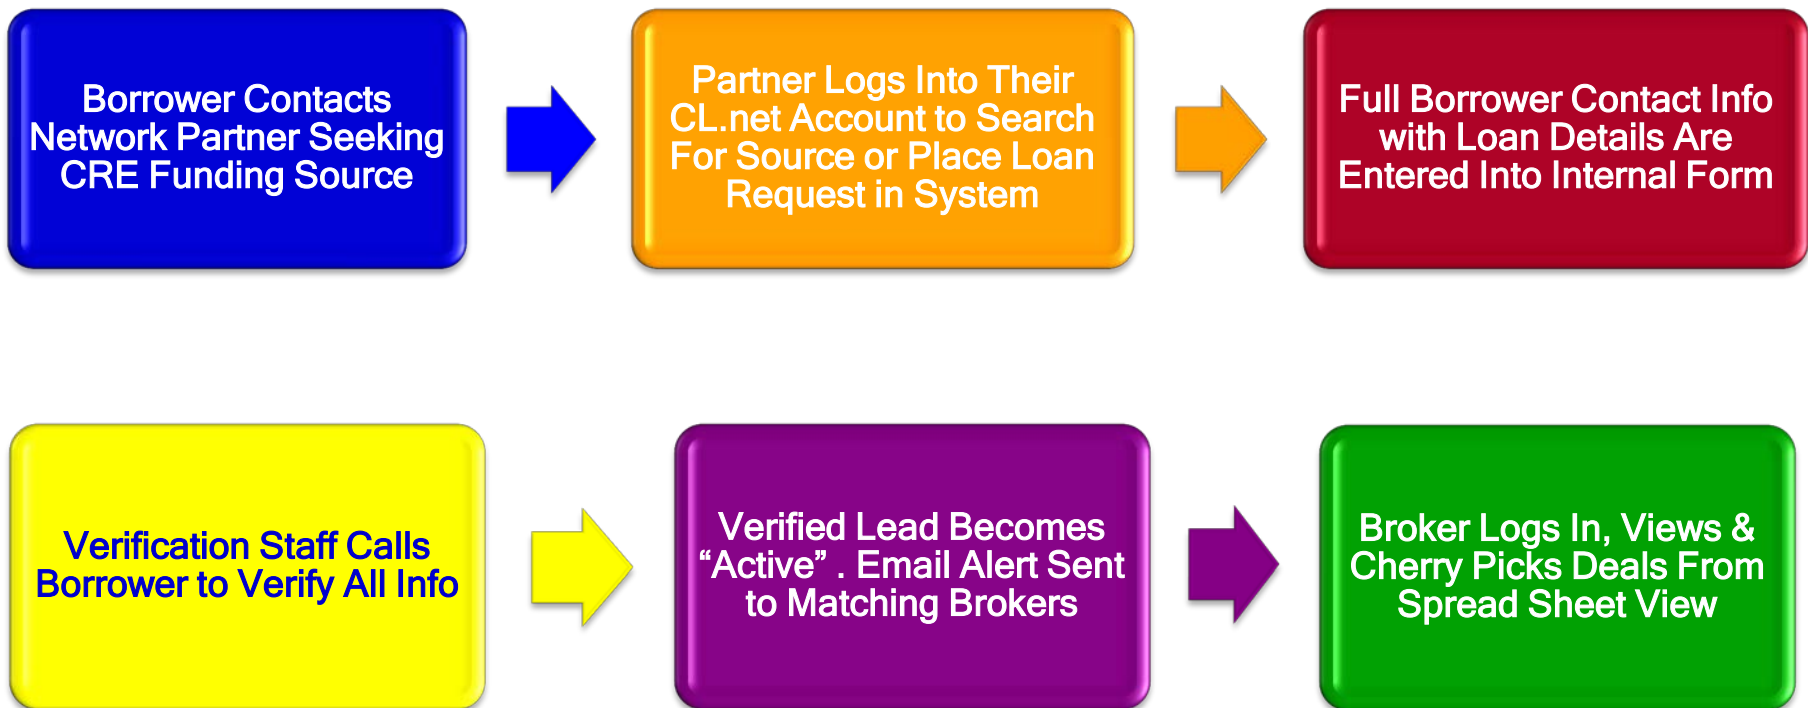 Borrower Contacts
Network Partner Seeking
CRE Funding Source
Partner Logs Into Their
CL.net Account to Search
For Source or Place Loan
Request in System
Full Borrower Contact Info
with Loan Details Are
Entered Into Internal Form
Verification Staff Calls
Borrower to Verify All Info
Verified Lead Becomes
“Active” . Email Alert Sent
to Matching Brokers
Broker Logs In, Views &
Cherry Picks Deals From
Spread Sheet View